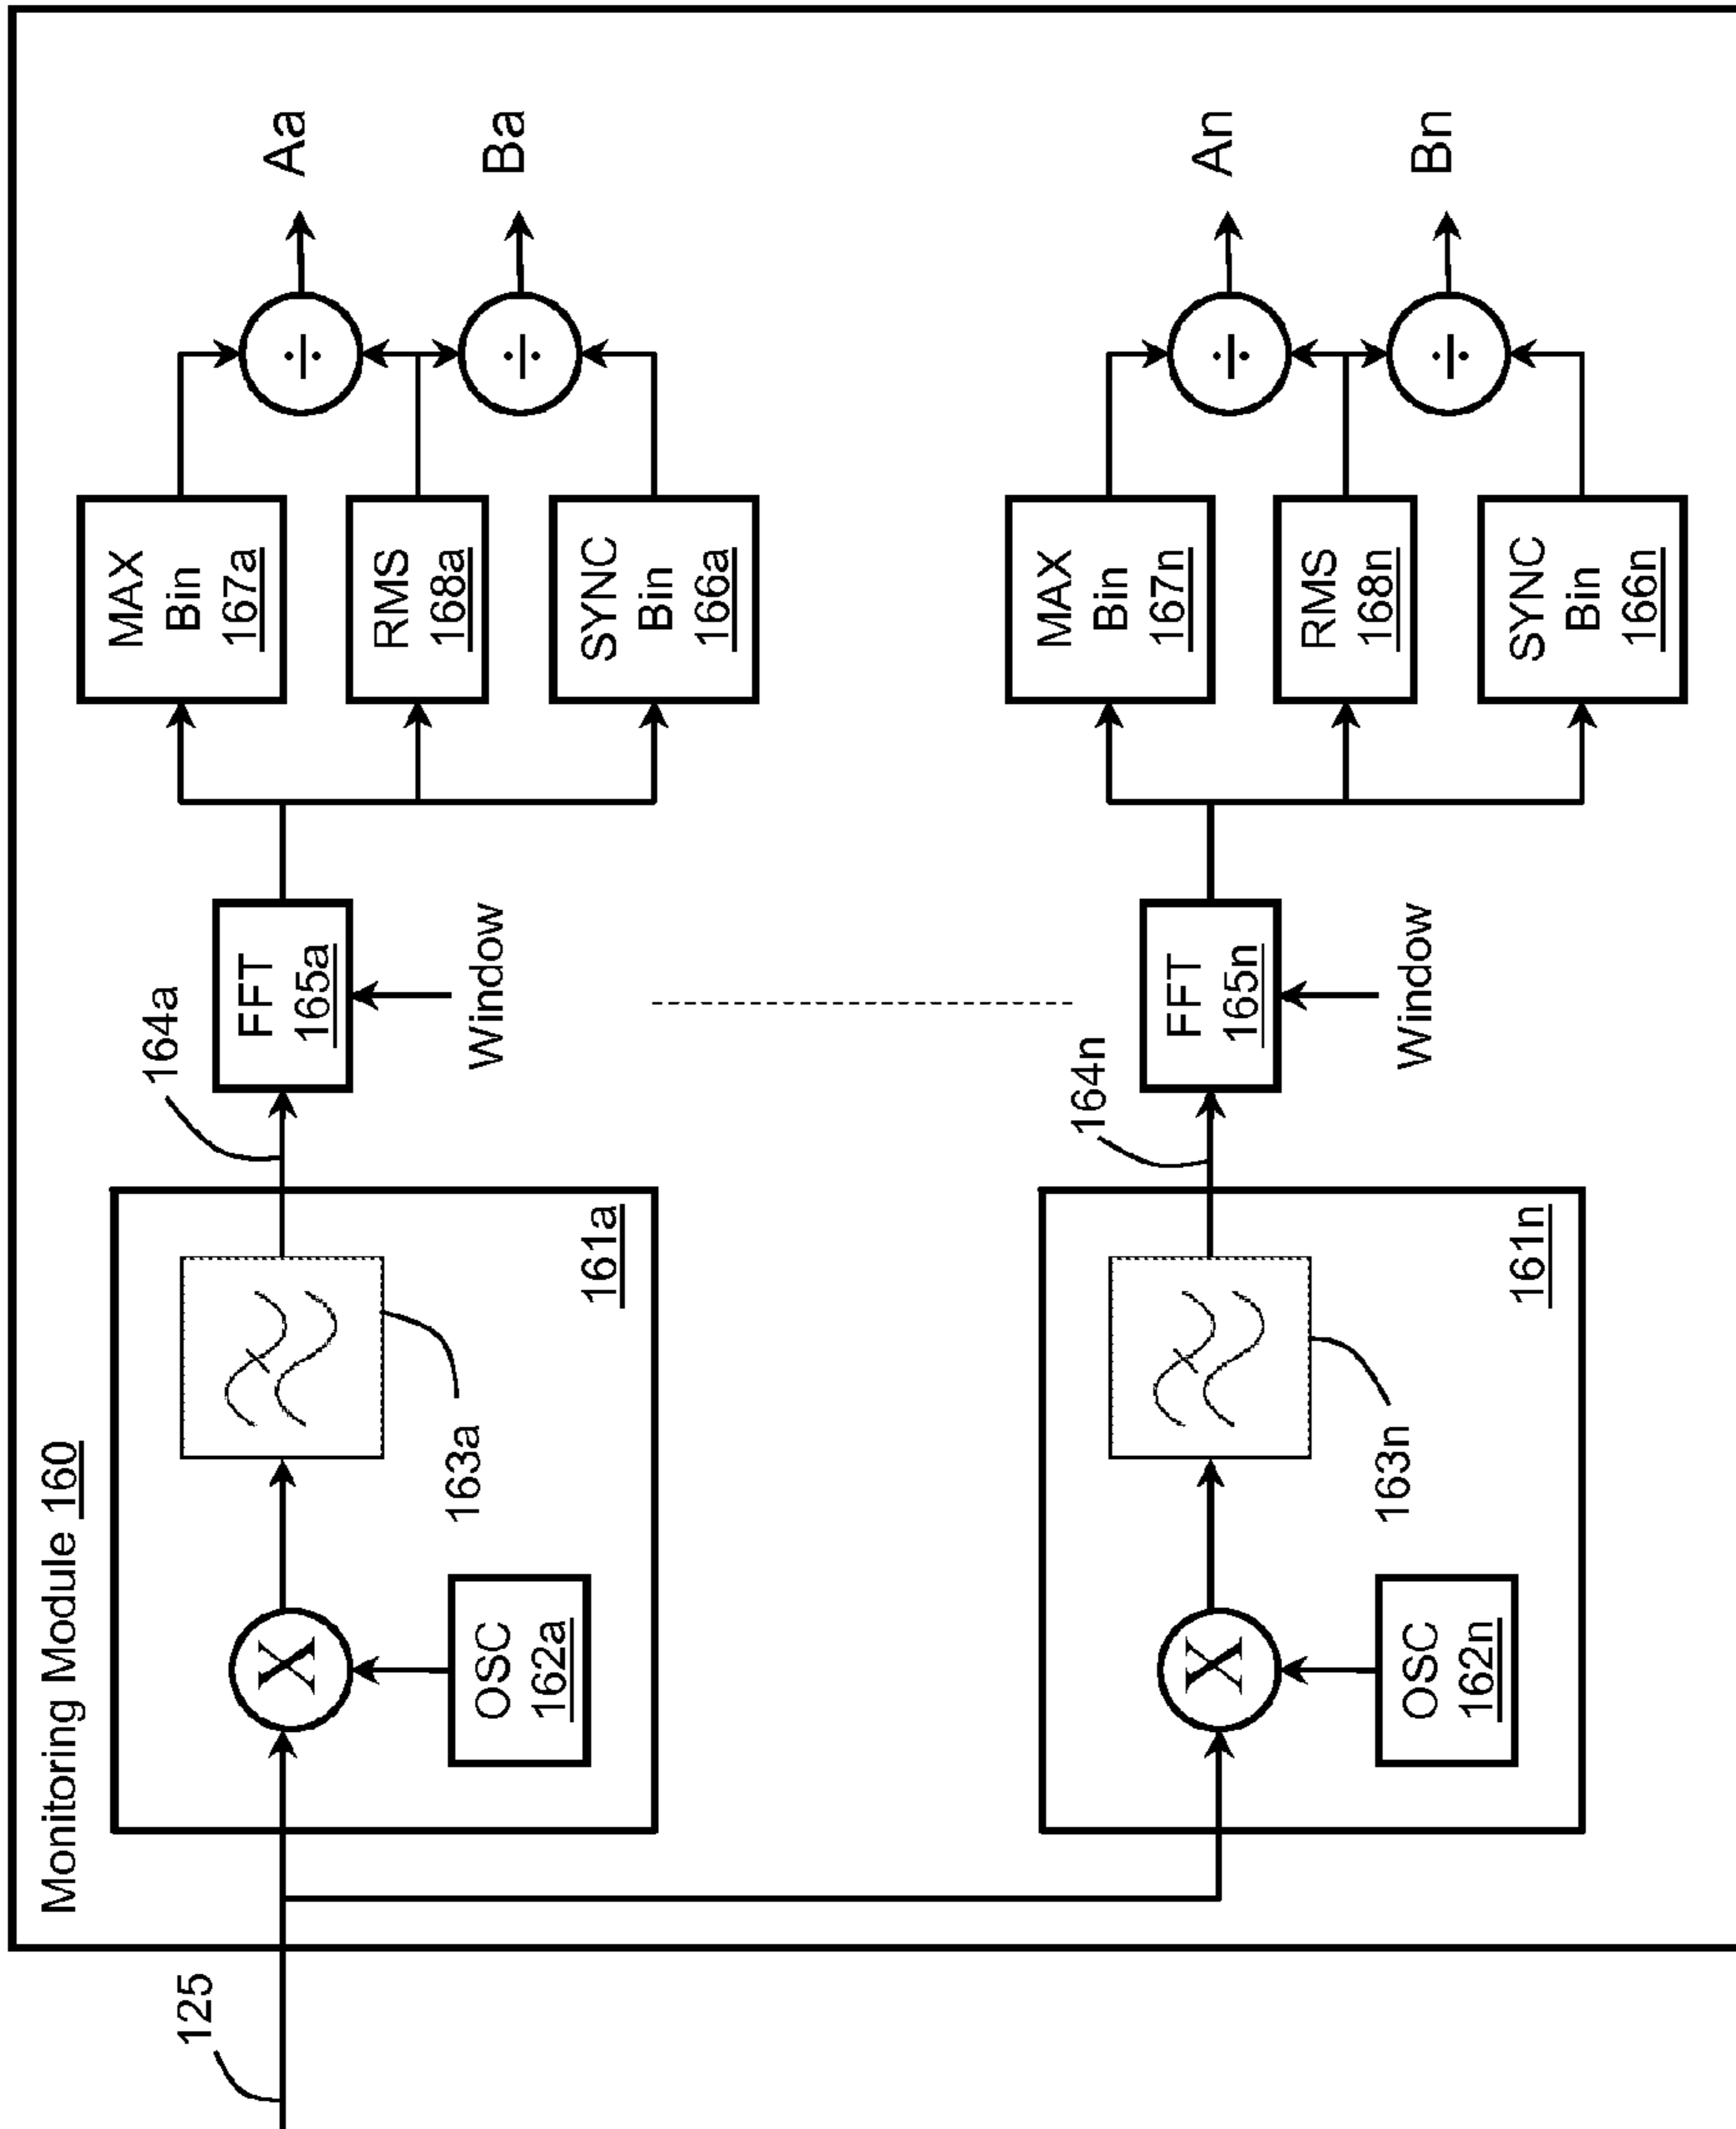 Monitoring Module 160
125
X
OSC
162a
163a
161a
164a
FFT
165a
Window
MAX
Bin
167a
RMS
168a
SYNC
Bin
166a
÷
÷
Aa
Ba
X
OSC
162n
163n
161n
164n
FFT
165n
Window
MAX
Bin
167n
RMS
168n
SYNC
Bin
166n
÷
÷
An
Bn